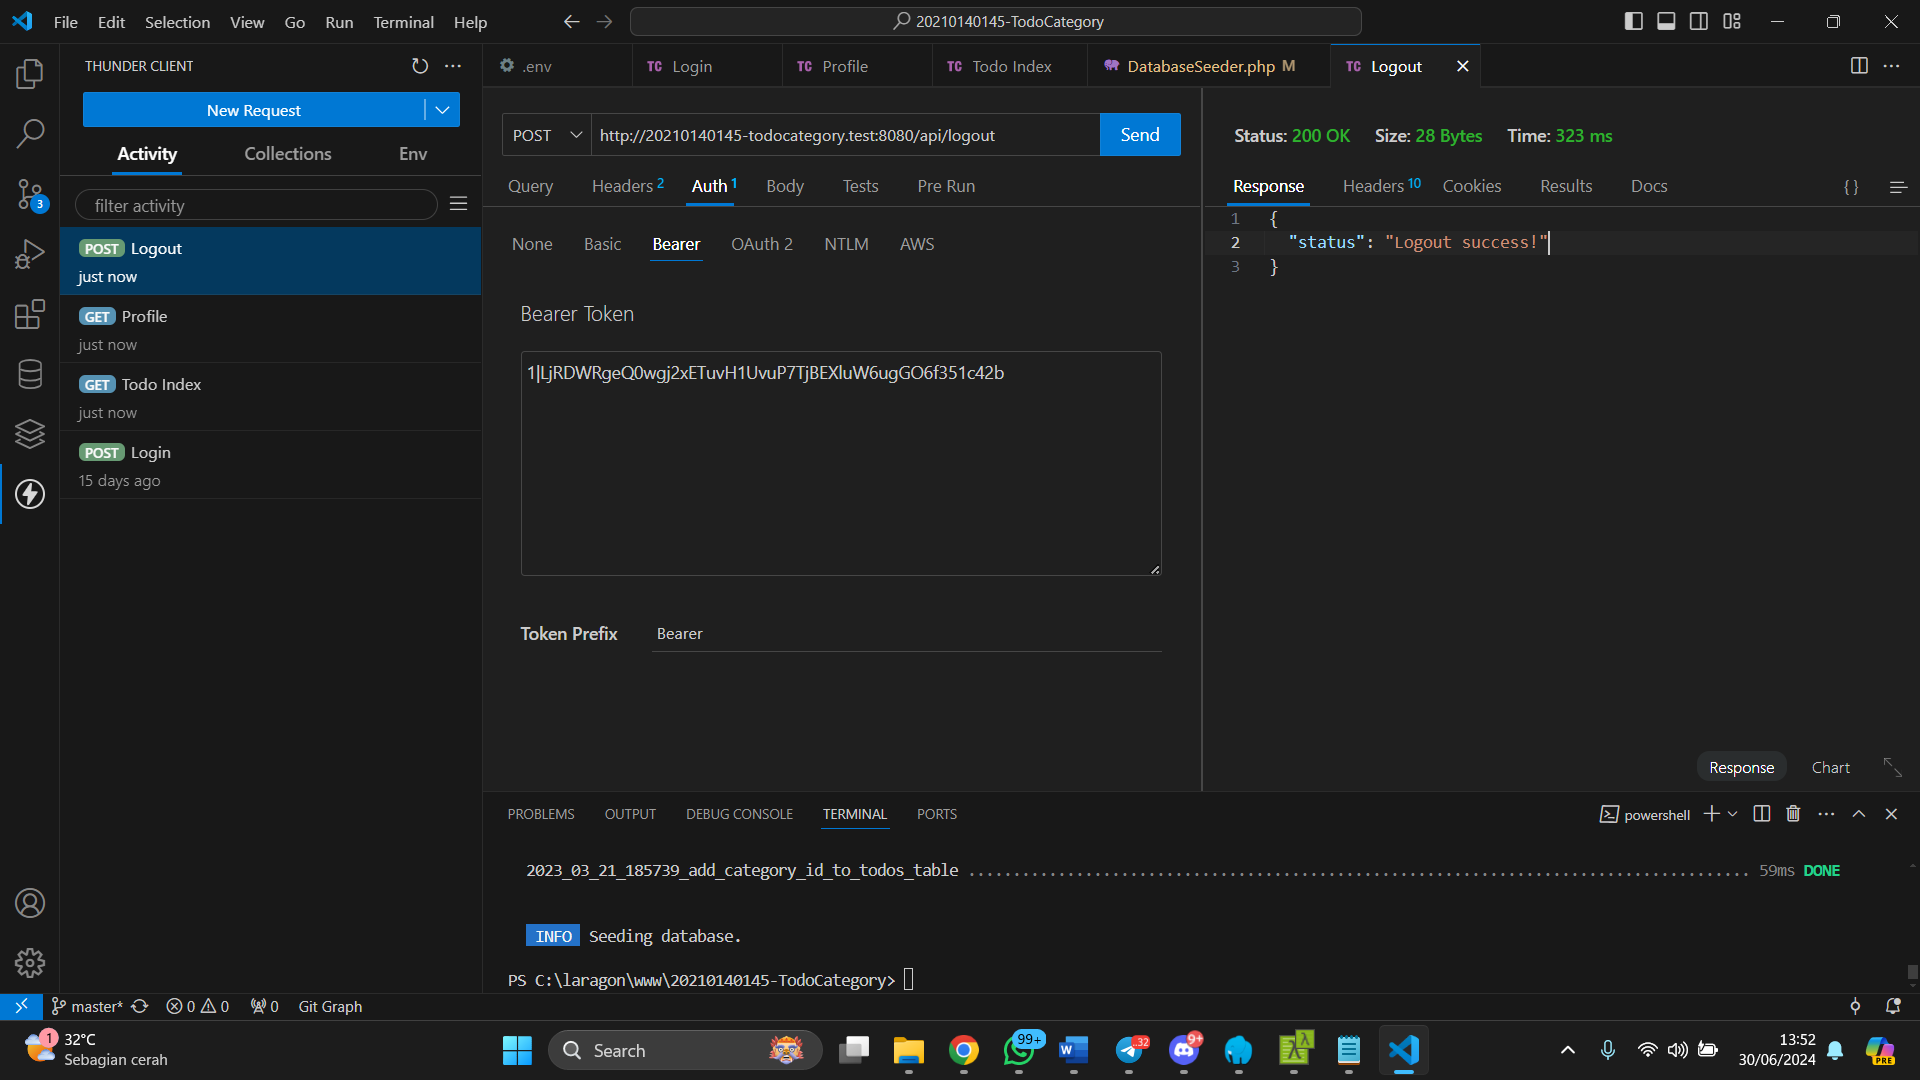 File Edit Selection View Go Run Terminal Help
20210140145-TodoCategory
THUNDER CLIENT
New Request
Activity Collections Env
filter activity
POST Logout
just now
GET Profile
just now
GET Todo Index
just now
POST Login
15 days ago
3
.env
TC Login
TC Profile
TC Todo Index
DatabaseSeeder.php M
TC Logout
POST http://20210140145-todocategory.test:8080/api/logout Send
Query Headers 2 Auth 1 Body Tests Pre Run
None Basic Bearer OAuth 2 NTLM AWS
Bearer Token
1|LjRDWRgeQ0wgj2xETuvH1UvuP7TjBEXluW6ugGO6f351c42b
Token Prefix Bearer
Status: 200 OK Size: 28 Bytes Time: 323 ms
Response Headers 10 Cookies Results Docs { }
1 {
2 "status": "Logout success!"
3 }
Response Chart
PROBLEMS OUTPUT DEBUG CONSOLE TERMINAL PORTS
powershell
2023_03_21_185739_add_category_id_to_todos_table ....................................................................................... 59ms DONE
INFO Seeding database.
PS C:\laragon\www\20210140145-TodoCategory>
master* 0 0 0 Git Graph
1
32°C
Sebagian cerah
Search
99+
.32
9+
13:52
30/06/2024
PRE